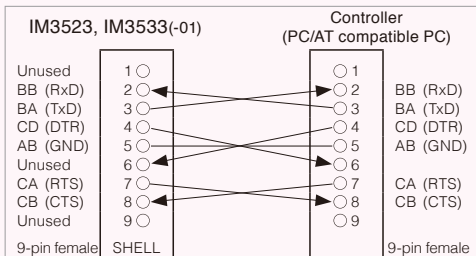 IM3523, IM3533(-01)
Controller
(PC/AT compatible PC)
Unused 1 1
BB (RxD) 2 2 BB (RxD)
BA (TxD) 3 3 BA (TxD)
CD (DTR) 4 4 CD (DTR)
AB (GND) 5 5 AB (GND)
Unused 6 6
CA (RTS) 7 7 CA (RTS)
CB (CTS) 8 8 CB (CTS)
Unused 9 9
9-pin female SHELL 9-pin female